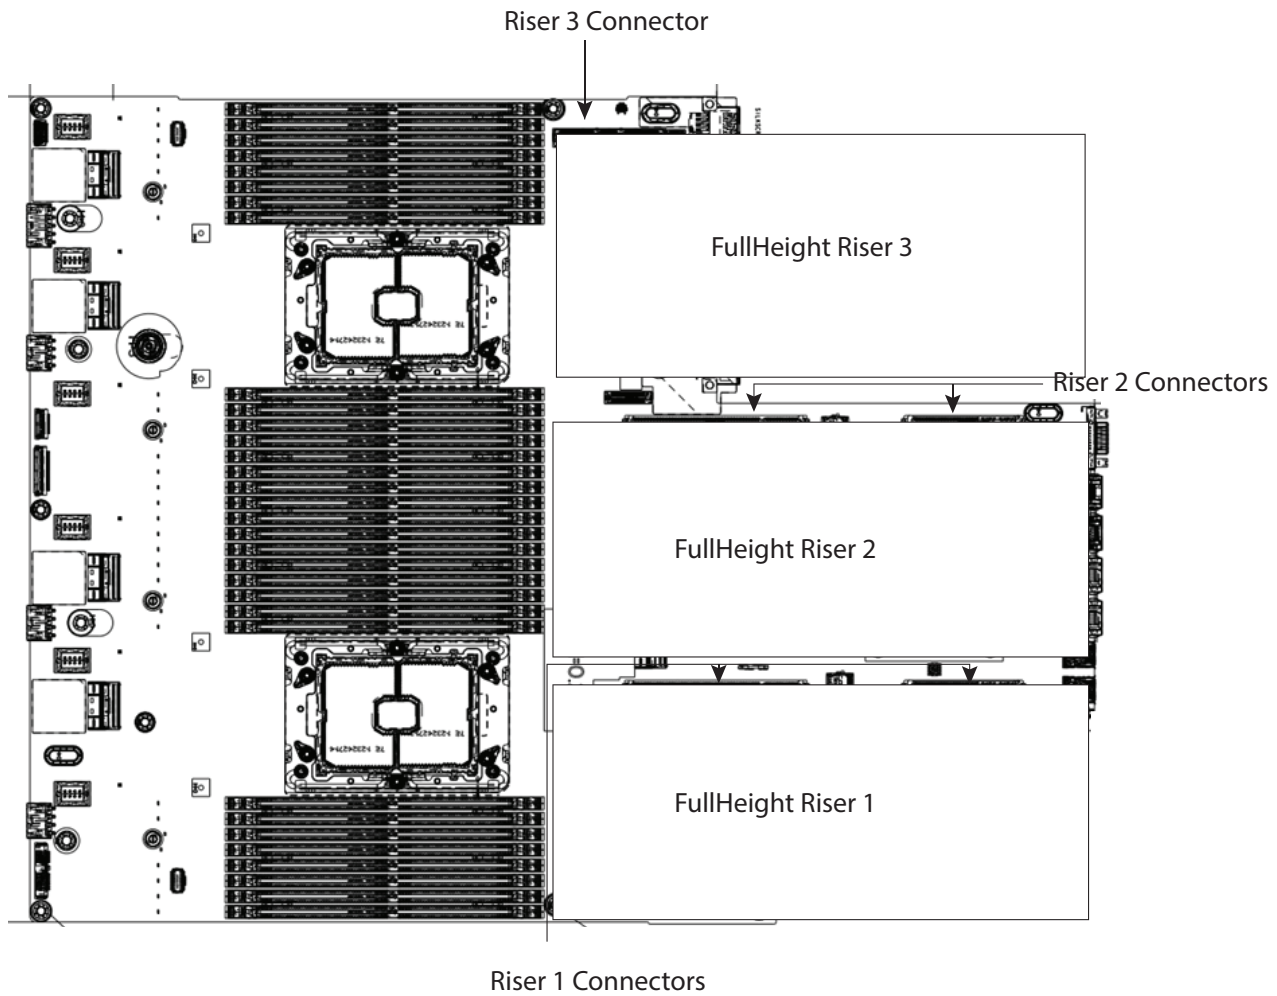 Riser 3 Connector
FullHeight Riser 3
Riser 2 Connectors
FullHeight Riser 2
FullHeight Riser 1
Riser 1 Connectors